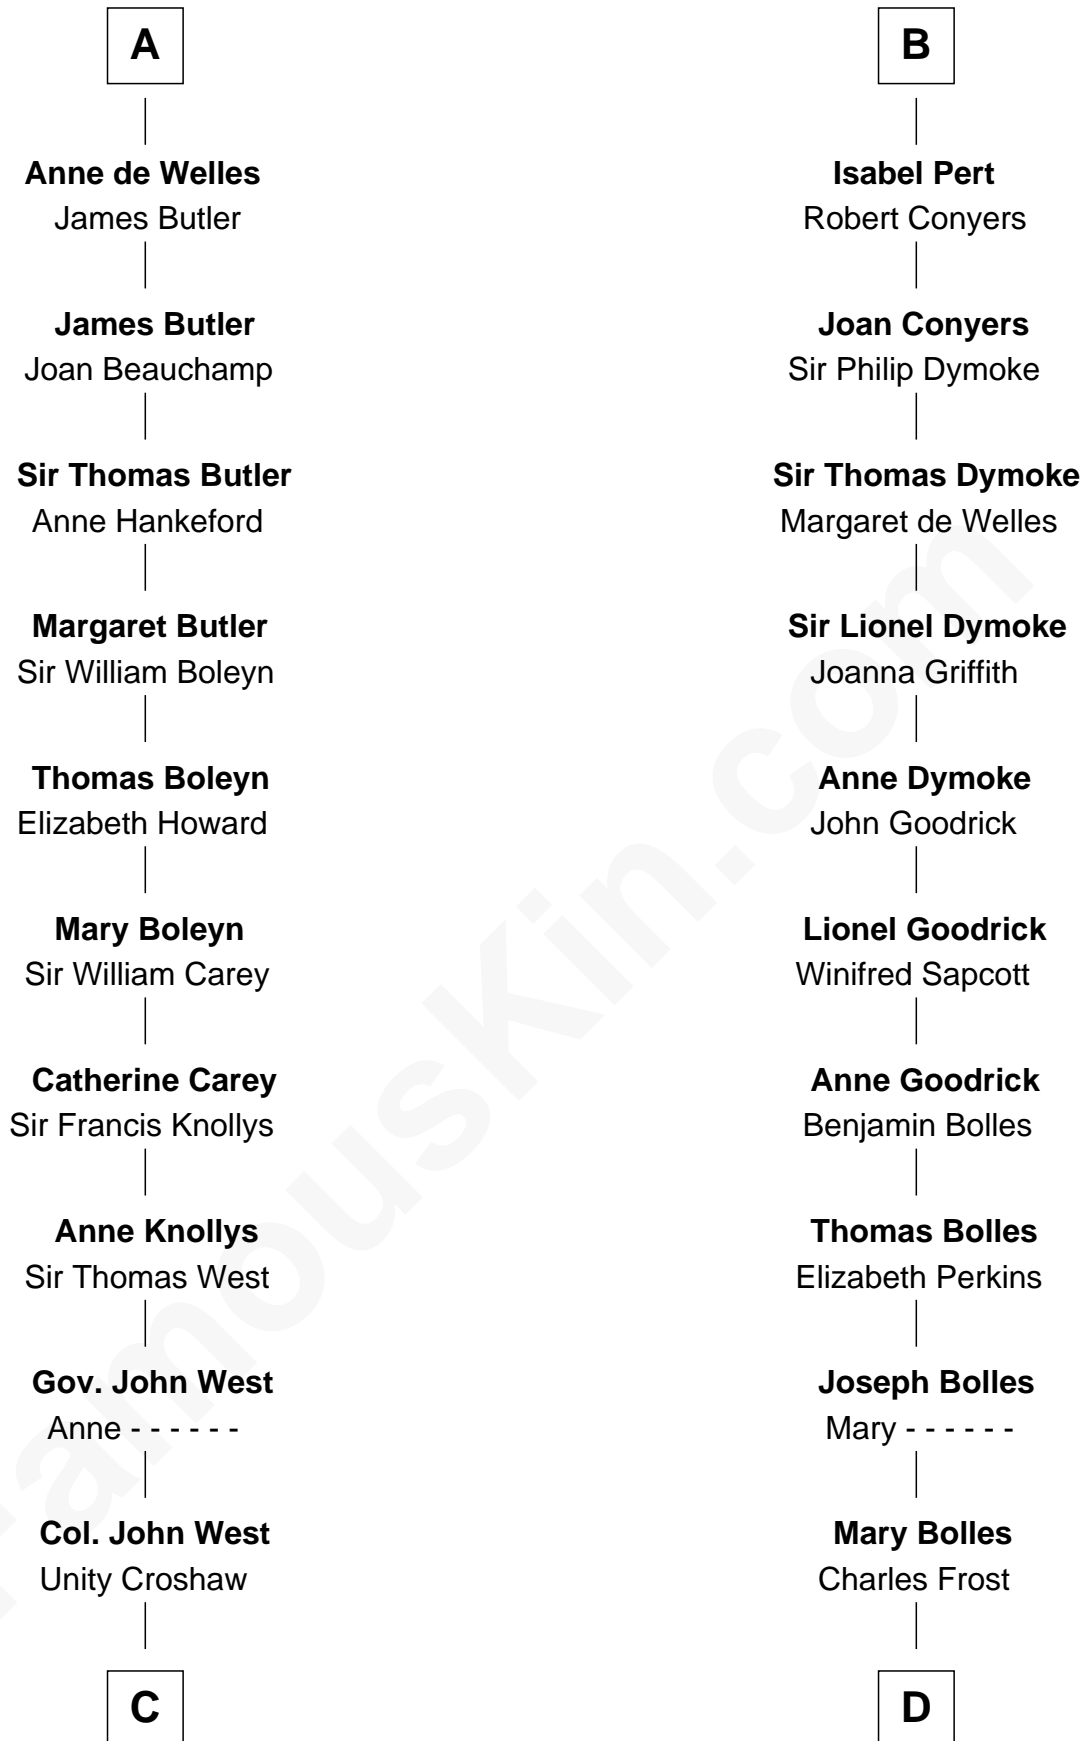 A
Anne de Welles
James Butler
James Butler
Joan Beauchamp
Sir Thomas Butler
Anne Hankeford
Margaret Butler
Sir William Boleyn
Thomas Boleyn
Elizabeth Howard
Mary Boleyn
Sir William Carey
Catherine Carey
Sir Francis Knollys
Anne Knollys
Sir Thomas West
Gov. John West
Anne - - - - - -
Col. John West
Unity Croshaw
C
B
Isabel Pert
Robert Conyers
Joan Conyers
Sir Philip Dymoke
Sir Thomas Dymoke
Margaret de Welles
Sir Lionel Dymoke
Joanna Griffith
Anne Dymoke
John Goodrick
Lionel Goodrick
Winifred Sapcott
Anne Goodrick
Benjamin Bolles
Thomas Bolles
Elizabeth Perkins
Joseph Bolles
Mary - - - - - -
Mary Bolles
Charles Frost
D
FamousKin.com